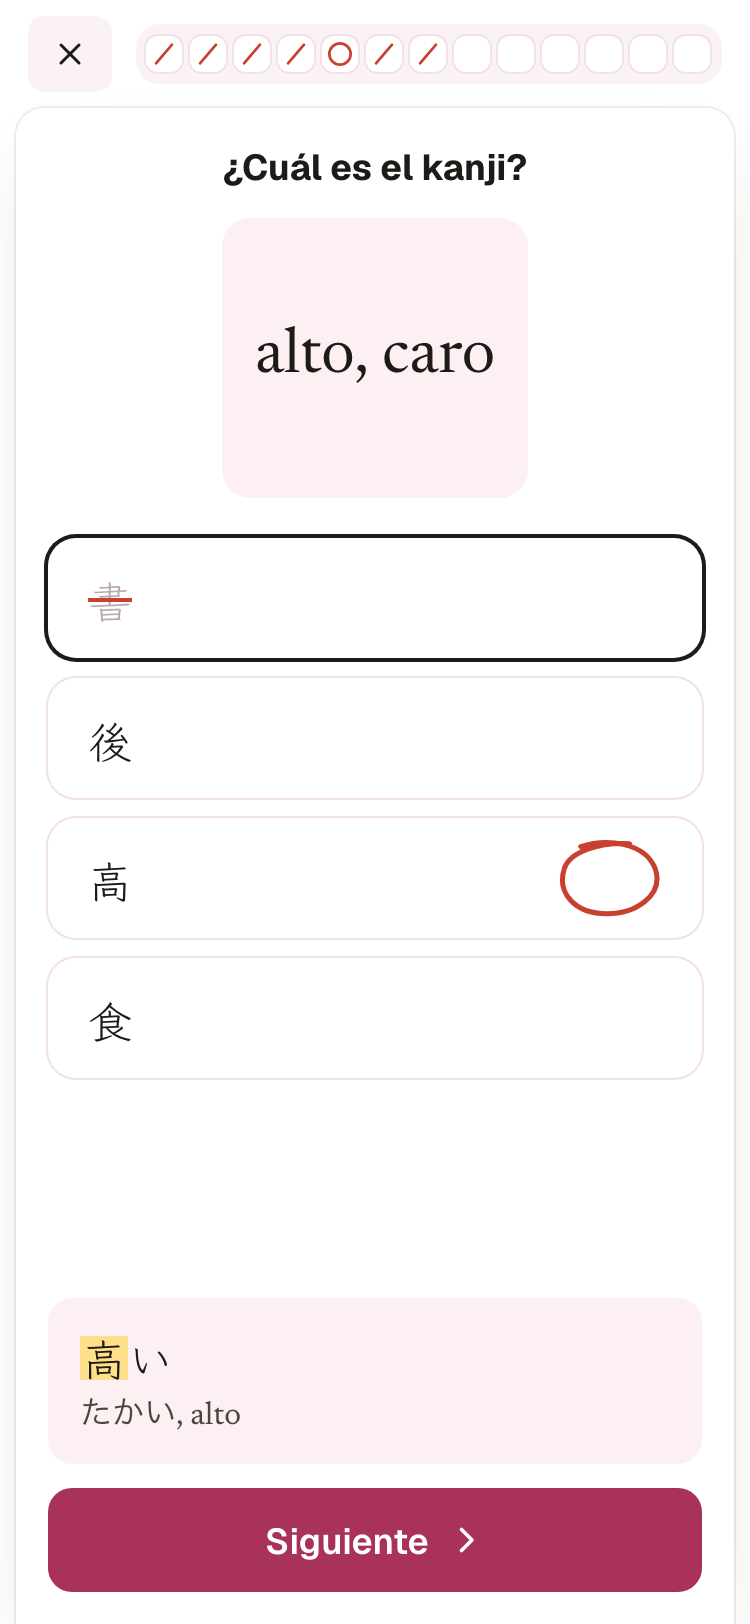 ¿Cuál es el kanji?
alto, caro
書
後
高
食
高い
たかい, alto
Siguiente